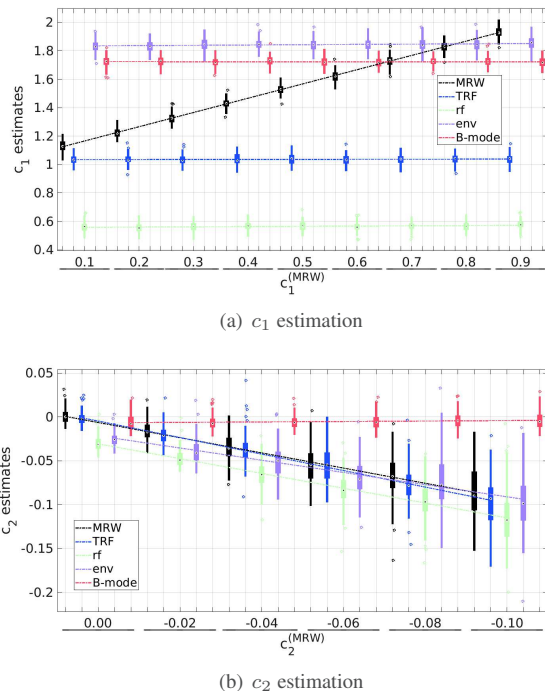 2
1.8
1.6
1.4
1.2
1
0.8
0.6
0.4
c₁ estimates
MRW
TRF
rf
env
B-mode
0.1 0.2 0.3 0.4 0.5 0.6 0.7 0.8 0.9
c₁^(MRW)
(a) c₁ estimation
0.05
0
-0.05
-0.1
-0.15
-0.2
c₂ estimates
MRW
TRF
rf
env
B-mode
0.00 -0.02 -0.04 -0.06 -0.08 -0.10
c₂^(MRW)
(b) c₂ estimation